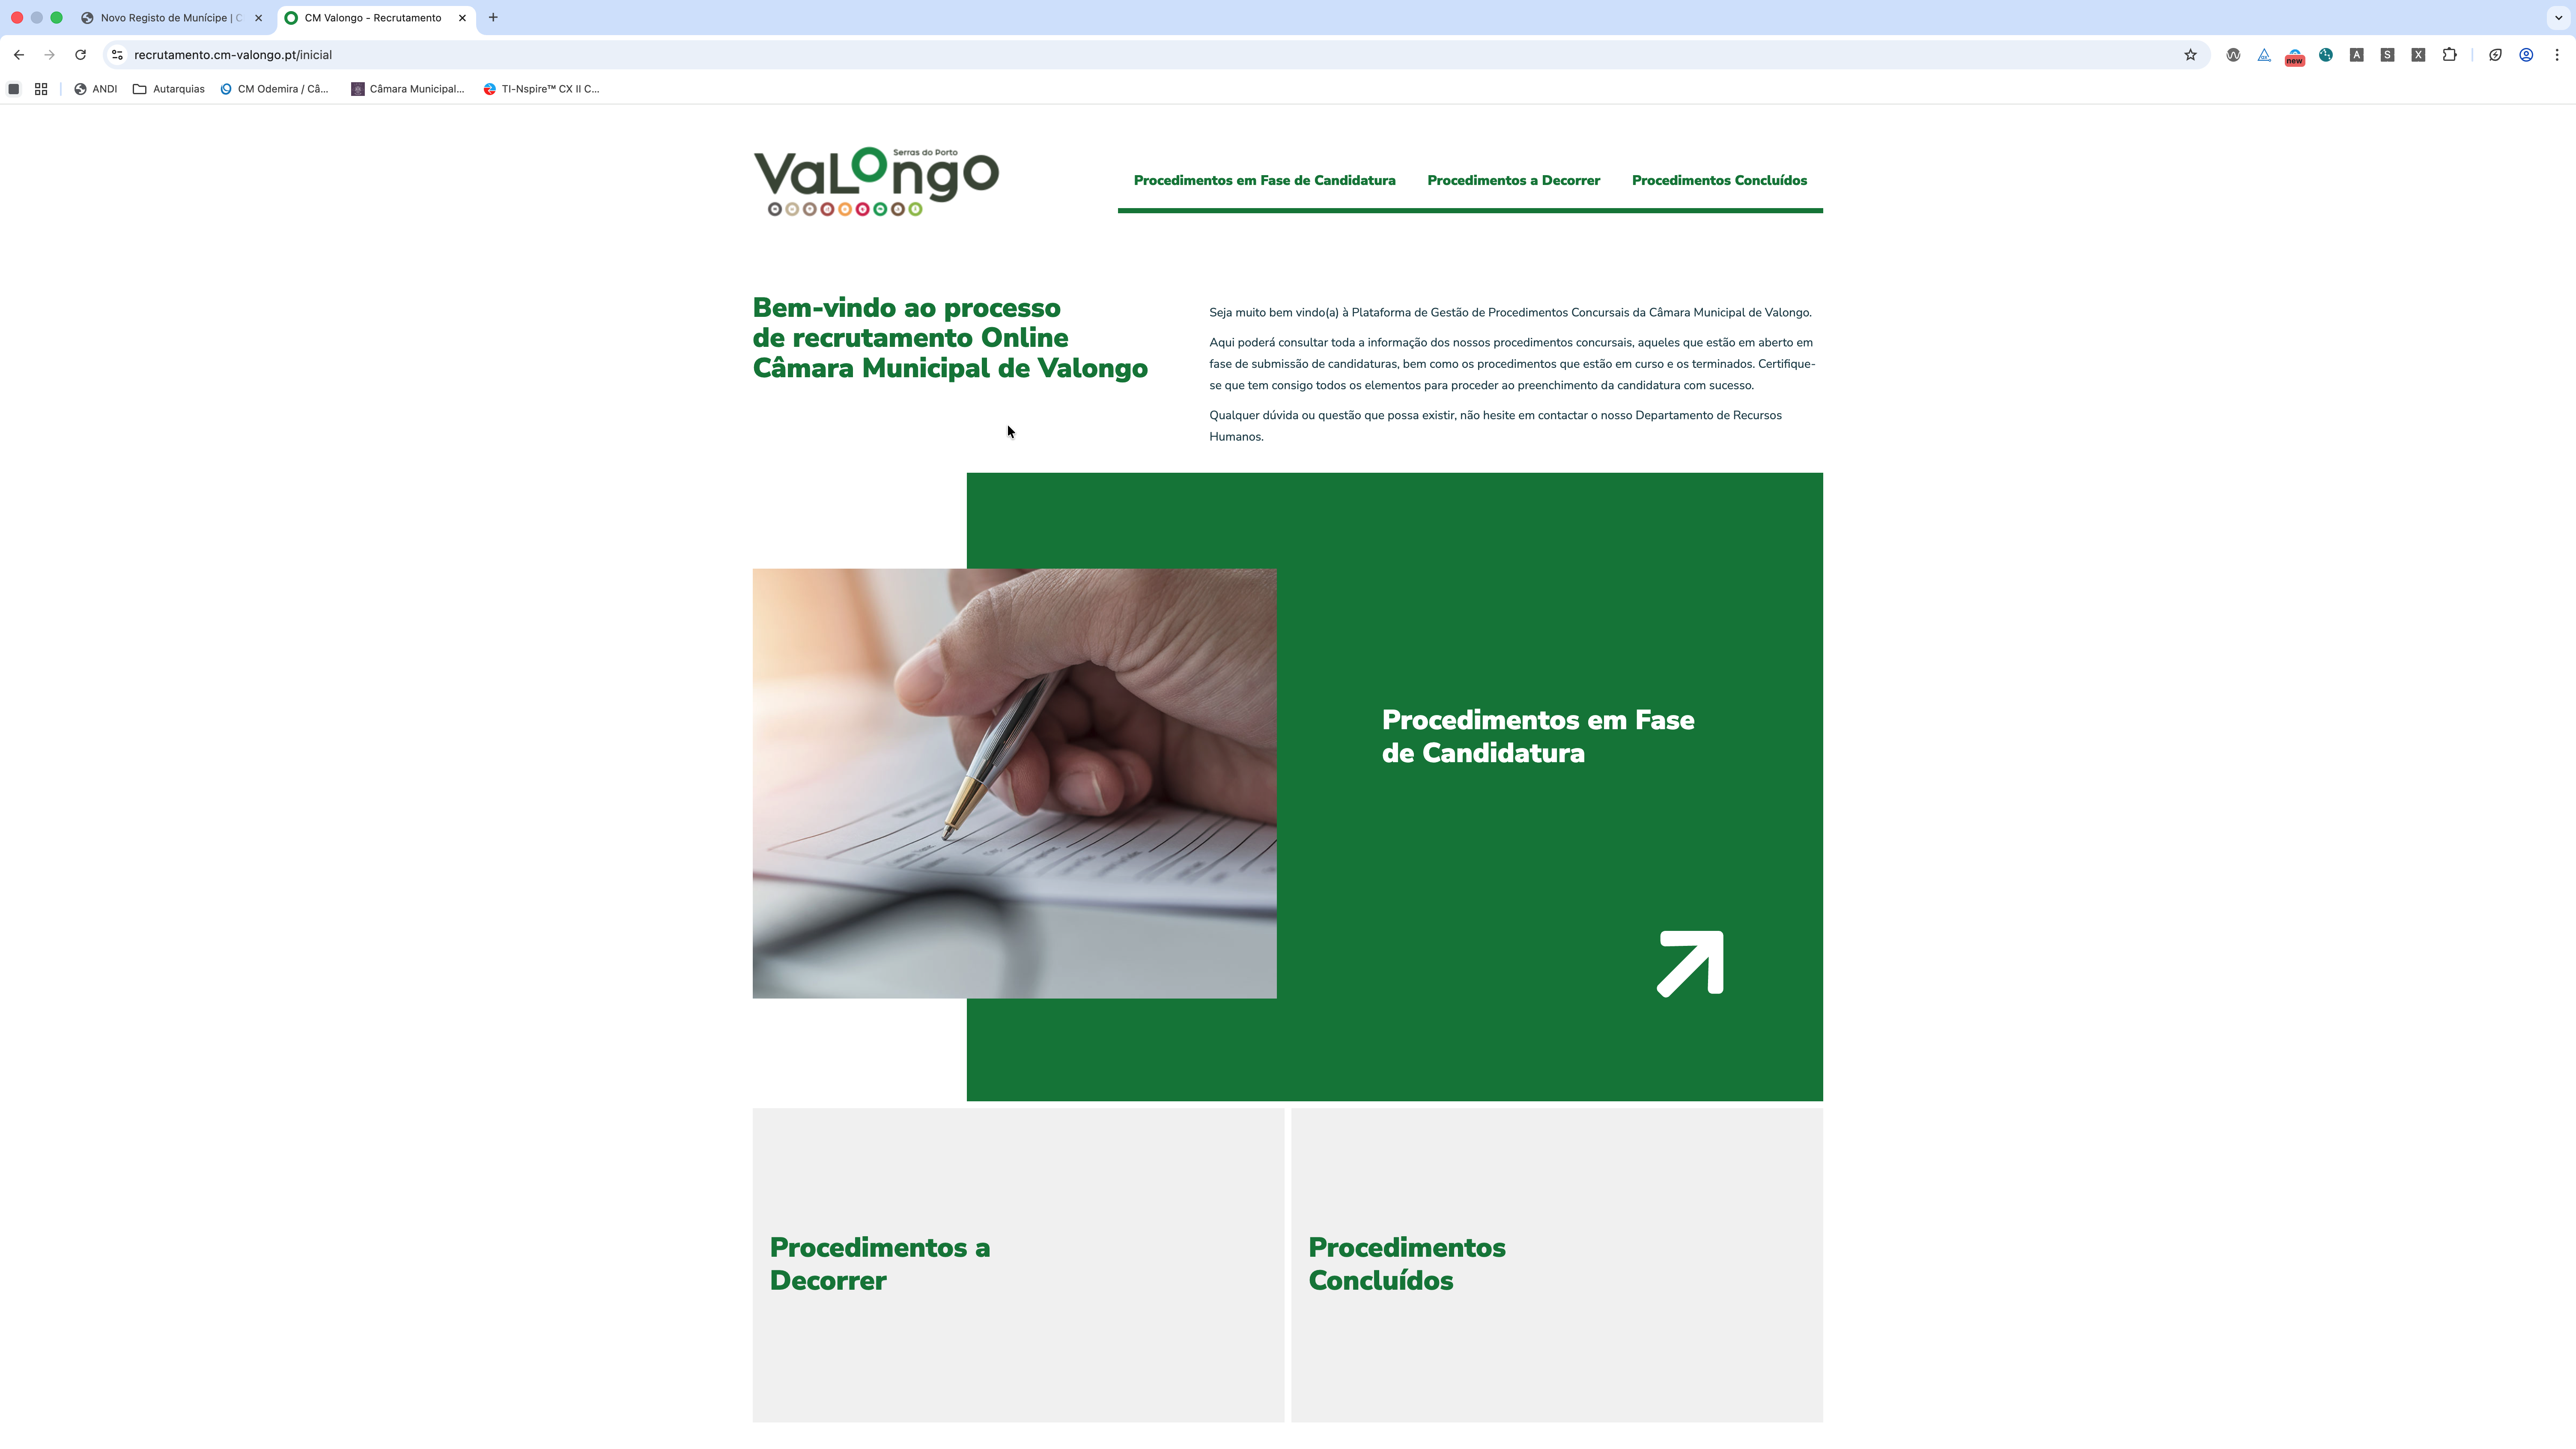 Novo Registo de Munícipe | C
CM Valongo - Recrutamento
recrutamento.cm-valongo.pt/inicial
new
A
S
X
ANDI
Autarquias
CM Odemira / Câ...
Câmara Municipal...
TI-Nspire™ CX II C...
Serras do Porto
VaLongo
Procedimentos em Fase de Candidatura
Procedimentos a Decorrer
Procedimentos Concluídos
Bem-vindo ao processo
de recrutamento Online
Câmara Municipal de Valongo
Seja muito bem vindo(a) à Plataforma de Gestão de Procedimentos Concursais da Câmara Municipal de Valongo.
Aqui poderá consultar toda a informação dos nossos procedimentos concursais, aqueles que estão em aberto em
fase de submissão de candidaturas, bem como os procedimentos que estão em curso e os terminados. Certifique-
se que tem consigo todos os elementos para proceder ao preenchimento da candidatura com sucesso.
Qualquer dúvida ou questão que possa existir, não hesite em contactar o nosso Departamento de Recursos
Humanos.
Procedimentos em Fase
de Candidatura
Procedimentos a
Decorrer
Procedimentos
Concluídos